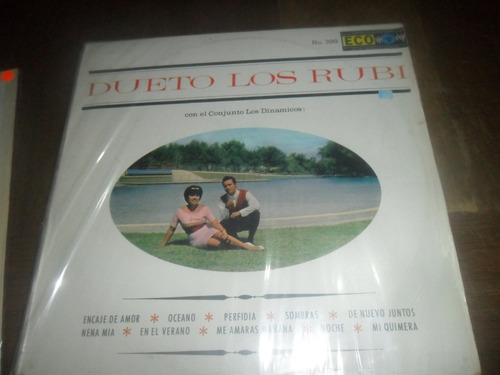 No. 390 ECO
DUETO LOS RUBI
con el Conjunto Los Dinamicos:
ENCAJE DE AMOR * OCEANO * PERFIDIA * SOMBRAS * DE NUEVO JUNTOS
NENA MIA * EN EL VERANO * ME AMARAS MAÑANA * NOCHE * MI QUIMERA